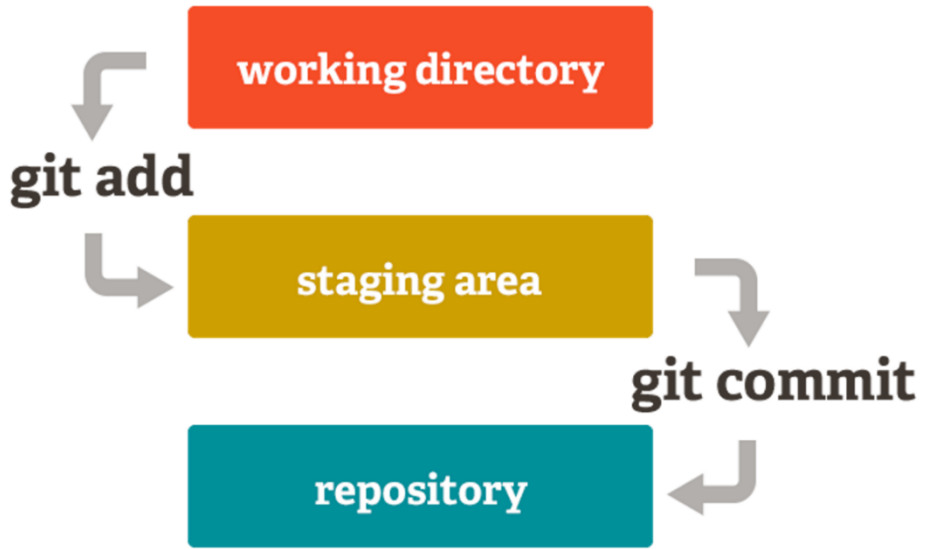 working directory
git add
staging area
git commit
repository